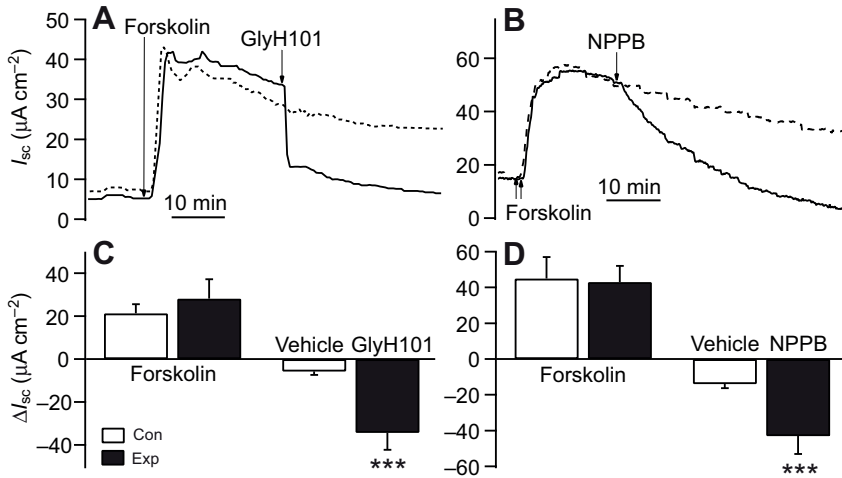 A
B
Forskolin
GlyH101
NPPB
50
40
30
20
10
0
Isc (µA cm−2)
10 min
60
40
20
0
10 min
Forskolin
C
D
40
20
0
−20
−40
ΔIsc (µA cm−2)
Vehicle GlyH101
Forskolin
Con
Exp
***
60
40
20
0
−20
−40
−60
Vehicle NPPB
Forskolin
***